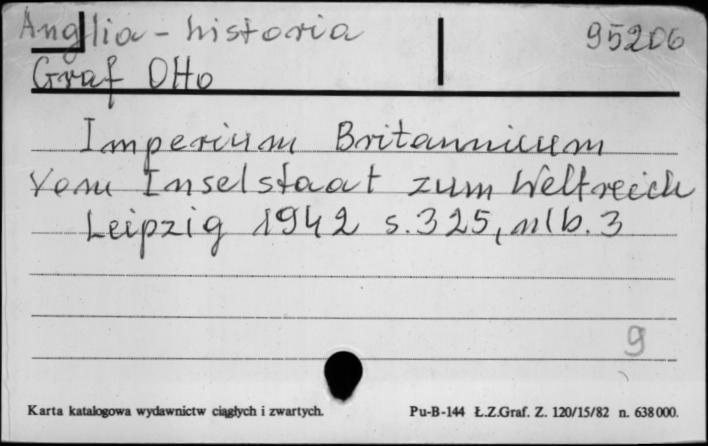 Anglia - historia 95206
Graf Otto
Imperium Britannicum
vom Inselstaat zum Weltreich
Leipzig 1942 s. 325, nlb. 3
9
Karta katalogowa wydawnictw ciągłych i zwartych. Pu-B-144 Ł.Z.Graf. Z. 120/15/82 n. 638000.